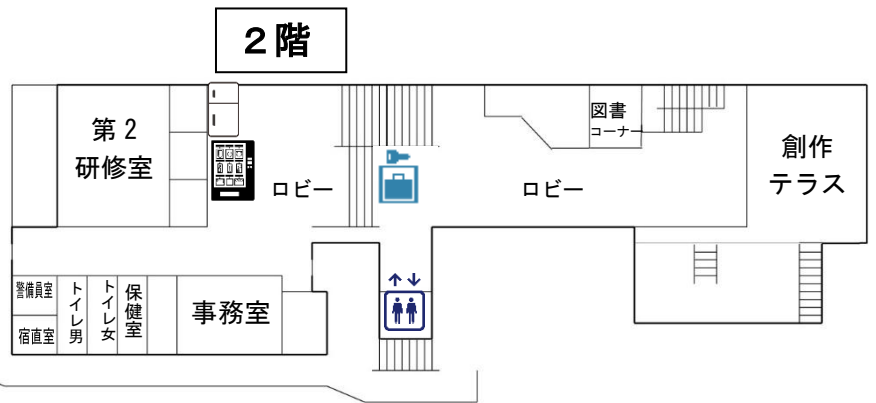 ２階
第２
研修室
ロビー
ロビー
図書
コーナー
創作
テラス
警備員室
宿直室
トイレ男
トイレ女
保健室
事務室